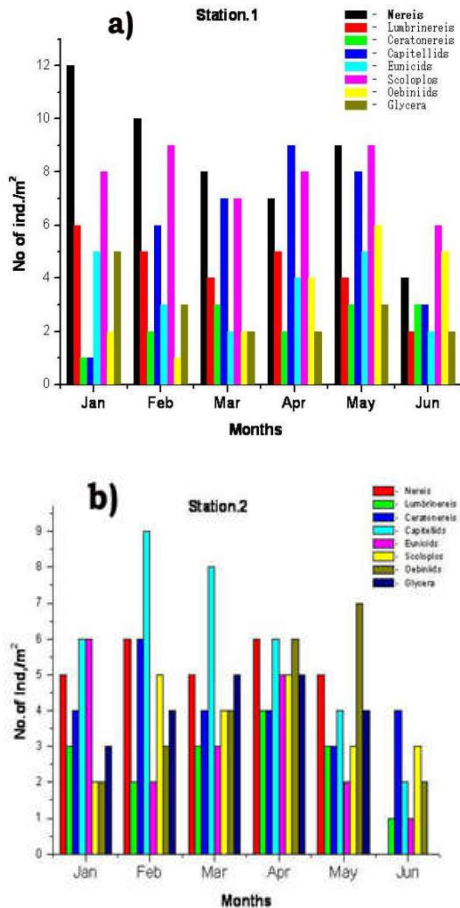 a)
Station.1
- Nereis
- Lumbrinereis
- Ceratonereis
- Capitellids
- Eunicids
- Scoloplos
- Oebiniids
- Glycera
No of ind./m²
12
10
8
6
4
2
0
Jan Feb Mar Apr May Jun
Months
b)
Station.2
- Nereis
- Lumbrinereis
- Ceratonereis
- Capitellids
- Eunicids
- Scoloplos
- Oebiniids
- Glycera
No.of Ind,/m²
9
8
7
6
5
4
3
2
1
0
Jan Feb Mar Apr May Jun
Months